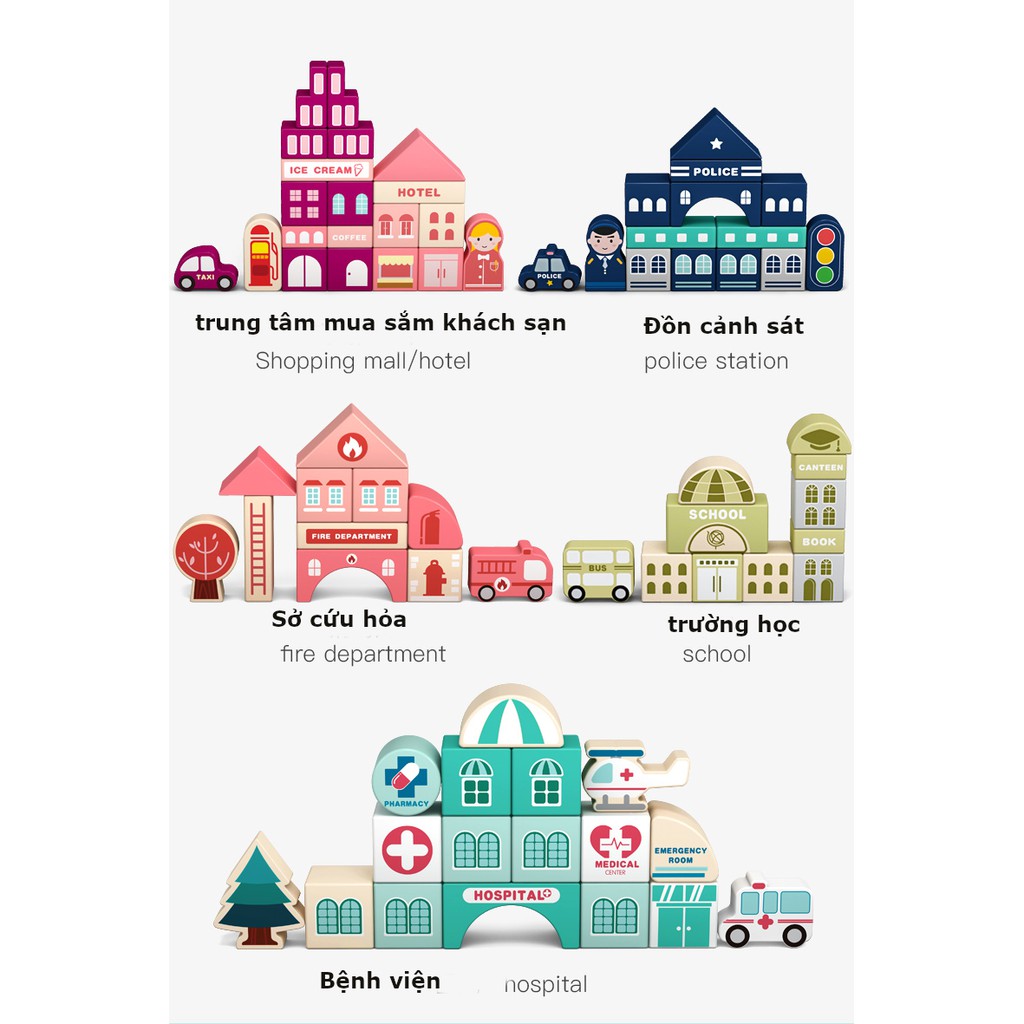 ICE CREAM
HOTEL
COFFEE
TAXI
POLICE
POLICE
trung tâm mua sắm khách sạn
Shopping mall/hotel
Đồn cảnh sát
police station
FIRE DEPARTMENT
CANTEEN
SCHOOL
BOOK
BUS
Sở cứu hỏa
fire department
trường học
school
PHARMACY
MEDICAL
CENTER
EMERGENCY
ROOM
HOSPITAL
Bệnh viện
hospital